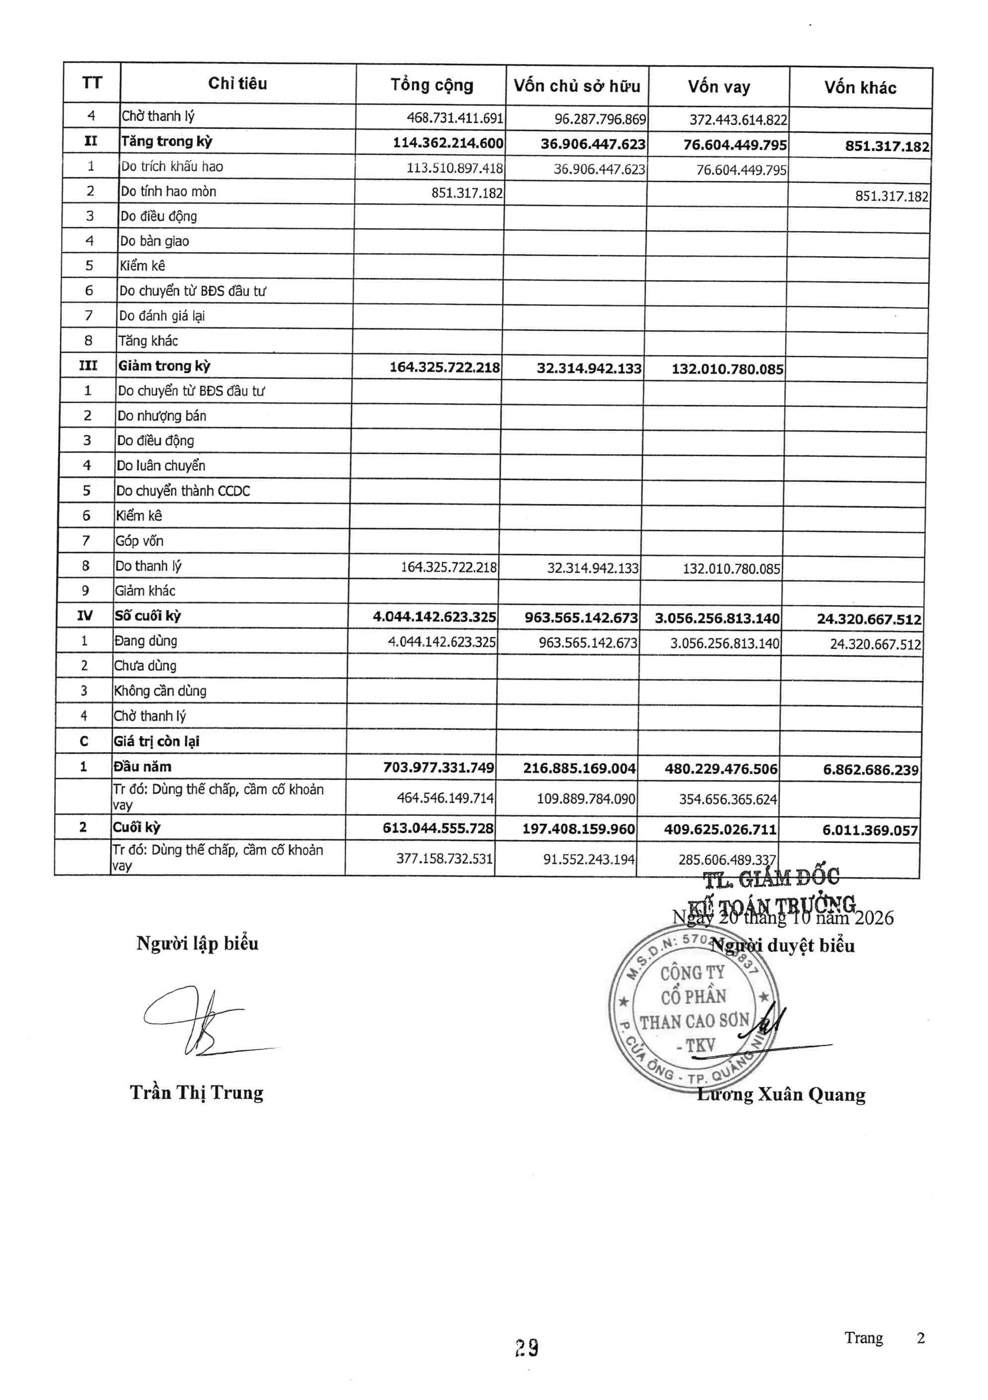 TT Chỉ tiêu Tổng cộng Vốn chủ sở hữu Vốn vay Vốn khác
4 Chờ thanh lý 468.731.411.691 96.287.796.869 372.443.614.822
II Tăng trong kỳ 114.362.214.600 36.906.447.623 76.604.449.795 851.317.182
1 Do trích khấu hao 113.510.897.418 36.906.447.623 76.604.449.795
2 Do tính hao mòn 851.317.182 851.317.182
3 Do điều động
4 Do bàn giao
5 Kiểm kê
6 Do chuyển từ BĐS đầu tư
7 Do đánh giá lại
8 Tăng khác
III Giảm trong kỳ 164.325.722.218 32.314.942.133 132.010.780.085
1 Do chuyển từ BĐS đầu tư
2 Do nhượng bán
3 Do điều động
4 Do luân chuyển
5 Do chuyển thành CCDC
6 Kiểm kê
7 Góp vốn
8 Do thanh lý 164.325.722.218 32.314.942.133 132.010.780.085
9 Giảm khác
IV Số cuối kỳ 4.044.142.623.325 963.565.142.673 3.056.256.813.140 24.320.667.512
1 Đang dùng 4.044.142.623.325 963.565.142.673 3.056.256.813.140 24.320.667.512
2 Chưa dùng
3 Không cần dùng
4 Chờ thanh lý
C Giá trị còn lại
1 Đầu năm 703.977.331.749 216.885.169.004 480.229.476.506 6.862.686.239
Tr đó: Dùng thế chấp, cầm cố khoản
vay 464.546.149.714 109.889.784.090 354.656.365.624
2 Cuối kỳ 613.044.555.728 197.408.159.960 409.625.026.711 6.011.369.057
Tr đó: Dùng thế chấp, cầm cố khoản
vay 377.158.732.531 91.552.243.194 285.606.489.337
TL. GIÁM ĐỐC
KẾ TOÁN TRƯỞNG
Ngày 20 tháng 10 năm 2026
Người lập biểu Người duyệt biểu
M.S.D.N: 570
837
CÔNG TY
CỔ PHẦN
THAN CAO SƠN
- TKV
P. CỬA ÔNG - TP. QUẢNG NI
Trần Thị Trung Lương Xuân Quang
29
Trang 2